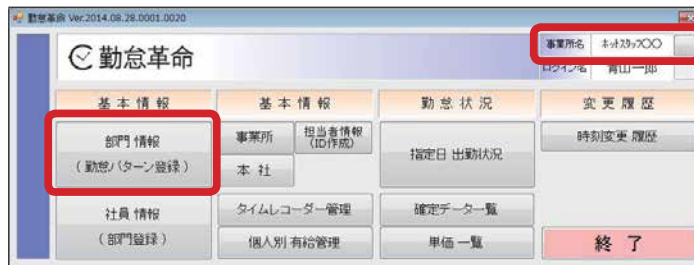 勤怠革命 Ver.2014.08.28.0001.0020
勤怠革命
事業所名 ホットスタッフ〇〇
ログイン名 青山一郎
基本情報 基本情報 勤怠状況 変更履歴
部門情報
(勤怠パターン登録)
事業所 担当者情報
(ID作成)
本社
指定日 出勤状況
時刻変更 履歴
社員 情報
(部門登録)
タイムレコーダー管理 確定データ一覧
個人別 有給管理 単価 一覧 終了